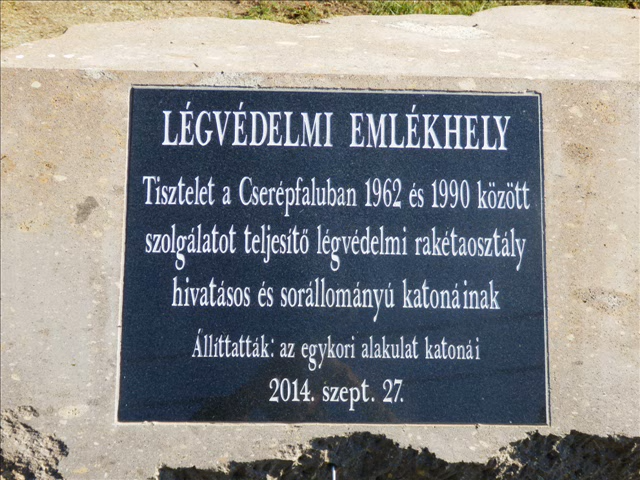 LÉGVÉDELMI EMLÉKHELY
Tisztelet a Cserépfaluban 1962 és 1990 között
szolgálatot teljesítő légvédelmi rakétaosztály
hivatásos és sorállományú katonáinak
Állíttatták: az egykori alakulat katonái
2014. szept. 27.